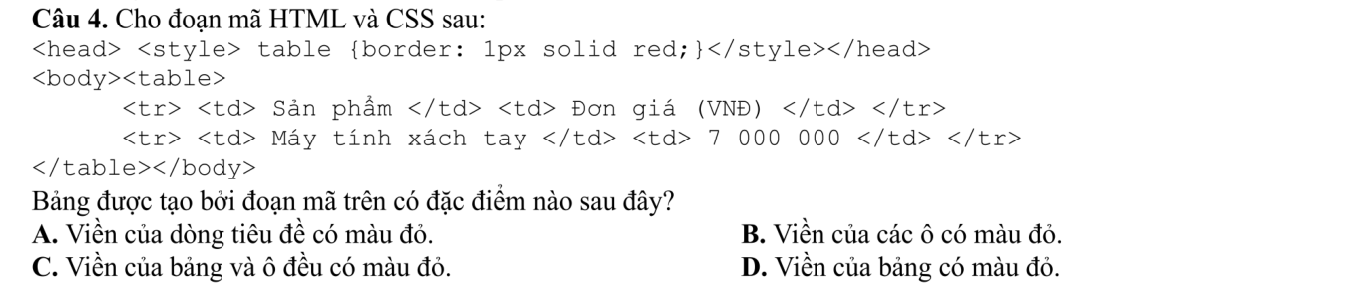 Câu 4. Cho đoạn mã HTML và CSS sau:
<head> <style> table {border: 1px solid red;}</style></head>
<body><table>
<tr> <td> Sản phẩm </td> <td> Đơn giá (VNĐ) </td> </tr>
<tr> <td> Máy tính xách tay </td> <td> 7 000 000 </td> </tr>
</table></body>
Bảng được tạo bởi đoạn mã trên có đặc điểm nào sau đây?
A. Viền của dòng tiêu đề có màu đỏ. B. Viền của các ô có màu đỏ.
C. Viền của bảng và ô đều có màu đỏ. D. Viền của bảng có màu đỏ.